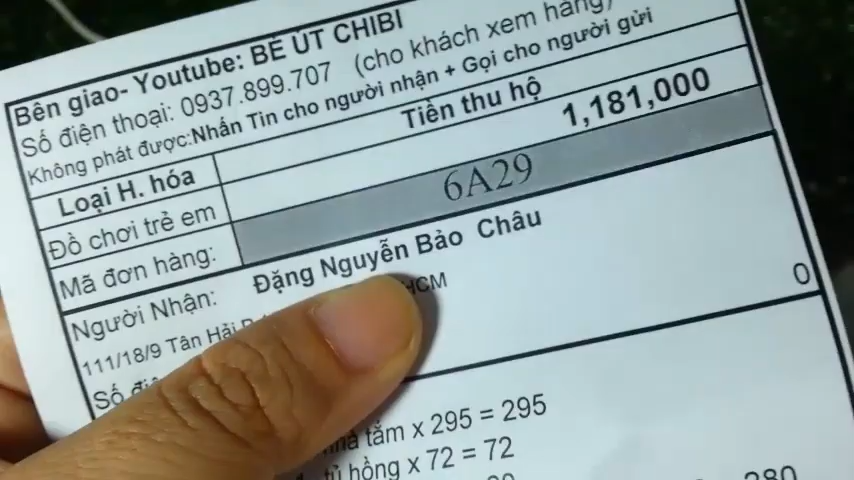 Bên giao- Youtube: BÉ ÚT CHIBI
Số điện thoại: 0937.899.707 (cho khách xem hàng)
Không phát được:Nhắn Tin cho người nhận + Gọi cho người gửi
Loại H. hóa Tiền thu hộ
Đồ chơi trẻ em 1,181,000
Mã đơn hàng: 6A29
Người Nhận: Đặng Nguyễn Bảo Châu
111/18/9 Tân Hải HCM
Số 0
nhà tắm x 295 = 295
tủ hồng x 72 = 72
280